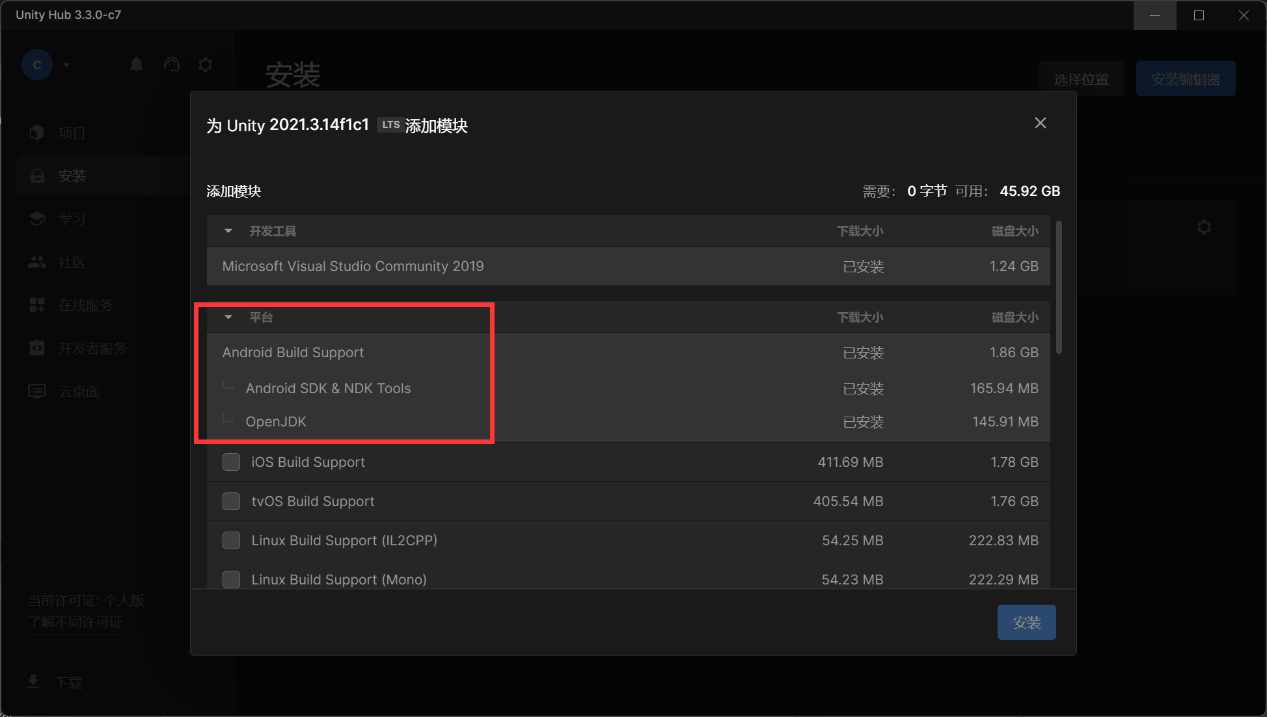 Unity Hub 3.3.0-c7
C
安装
选择位置 安装编辑器
项目
安装
学习
社区
在线服务
开发者服务
云桌面
当前许可证: 个人版
了解不同许可证
下载
为 Unity 2021.3.14f1c1 LTS 添加模块
添加模块 需要： 0 字节 可用： 45.92 GB
开发工具 下载大小 磁盘大小
Microsoft Visual Studio Community 2019 已安装 1.24 GB
平台 下载大小 磁盘大小
Android Build Support 已安装 1.86 GB
Android SDK & NDK Tools 已安装 165.94 MB
OpenJDK 已安装 145.91 MB
iOS Build Support 411.69 MB 1.78 GB
tvOS Build Support 405.54 MB 1.76 GB
Linux Build Support (IL2CPP) 54.25 MB 222.83 MB
Linux Build Support (Mono) 54.23 MB 222.29 MB
安装